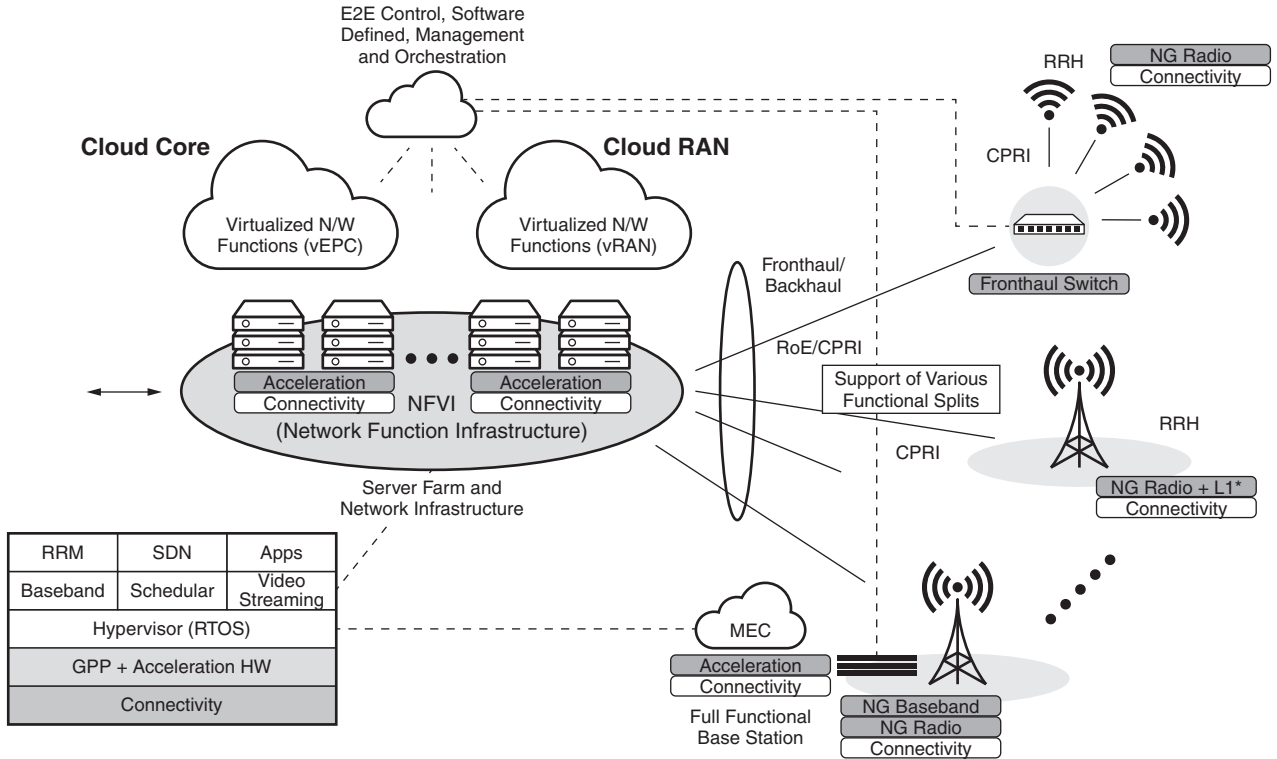 E2E Control, Software
Defined, Management
and Orchestration
Cloud Core
Cloud RAN
Virtualized N/W
Functions (vEPC)
Virtualized N/W
Functions (vRAN)
RRH
NG Radio
Connectivity
CPRI
Fronthaul Switch
Fronthaul/
Backhaul
RoE/CPRI
Support of Various
Functional Splits
CPRI
RRH
NG Radio + L1*
Connectivity
Acceleration
Connectivity
NFVI
Acceleration
Connectivity
(Network Function Infrastructure)
Server Farm and
Network Infrastructure
RRM
SDN
Apps
Baseband
Schedular
Video
Streaming
Hypervisor (RTOS)
GPP + Acceleration HW
Connectivity
MEC
Acceleration
Connectivity
Full Functional
Base Station
NG Baseband
NG Radio
Connectivity